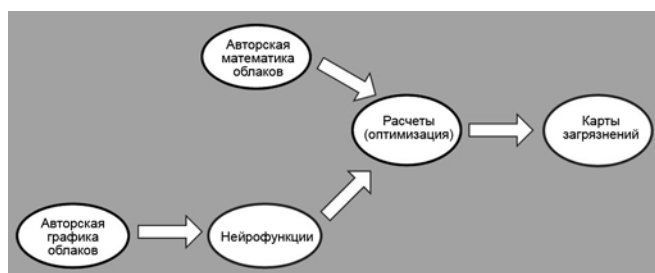 Авторская
математика
облаков
Расчеты
(оптимизация)
Карты
загрязнений
Авторская
графика
облаков
Нейрофункции